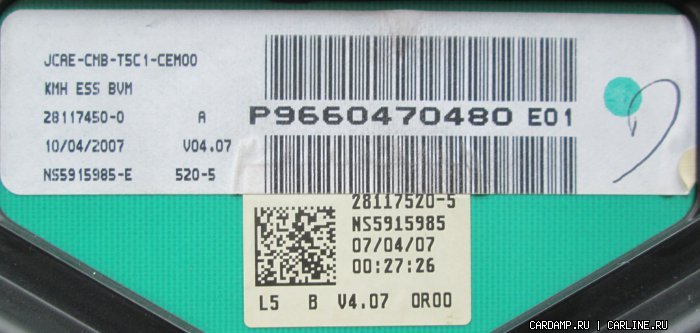 JCAE-CMB-T5C1-CEM00
KMH ESS BVM
28117450-0 A
P9660470480 E01
10/04/2007 V04.07
NS5915985-E 520-5
28117520-5
NS5915985
07/04/07
00:27:26
L5 B V4.07 0R00
CARDAMP.RU | CARLINE.RU